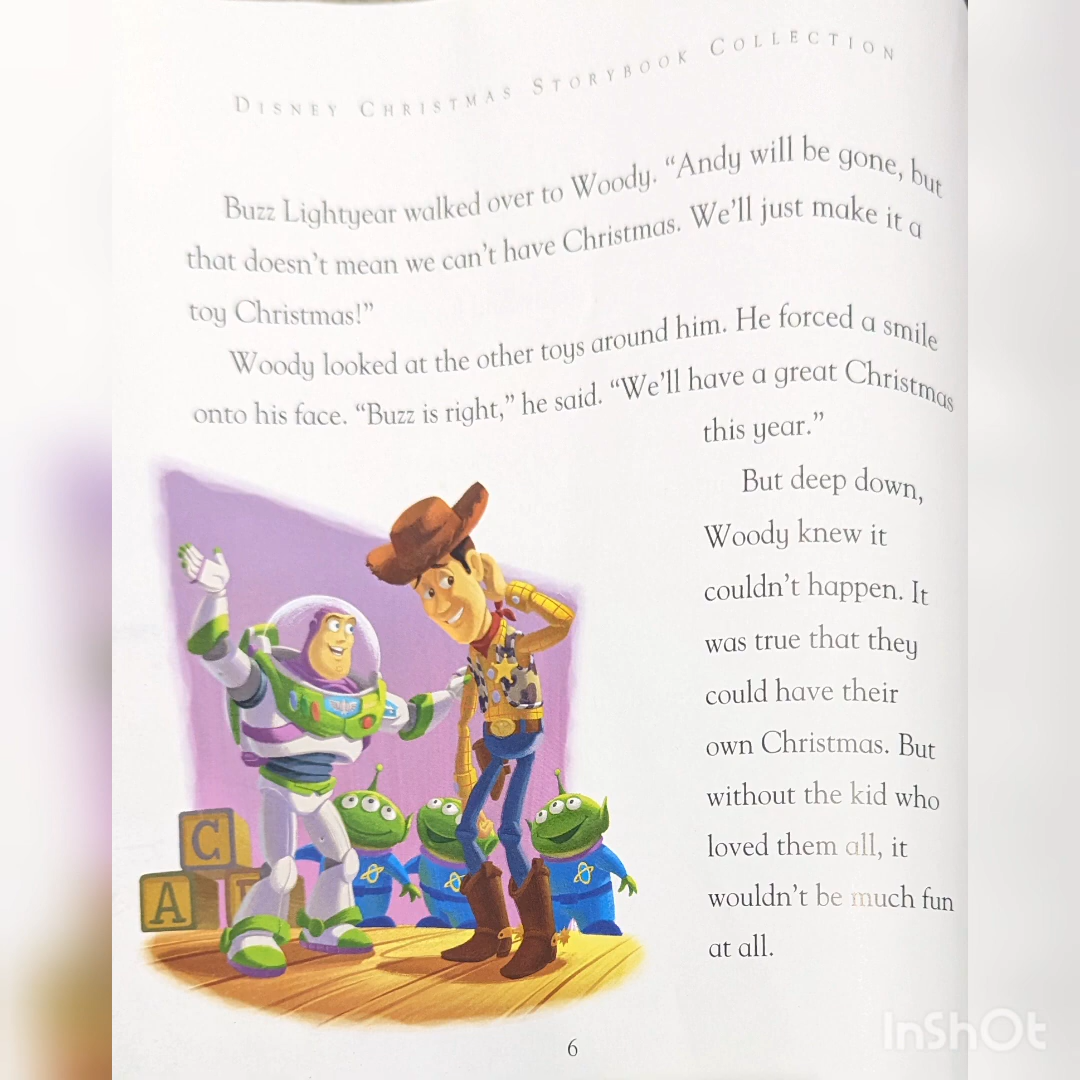 DISNEY CHRISTMAS STORYBOOK COLLECTION
Buzz Lightyear walked over to Woody. “Andy will be gone, but
that doesn’t mean we can’t have Christmas. We’ll just make it a
toy Christmas!”
Woody looked at the other toys around him. He forced a smile
onto his face. “Buzz is right,” he said. “We’ll have a great Christmas
this year.”
But deep down,
Woody knew it
couldn’t happen. It
was true that they
could have their
own Christmas. But
without the kid who
loved them all, it
wouldn’t be much fun
at all.
C
A
6
InShOt